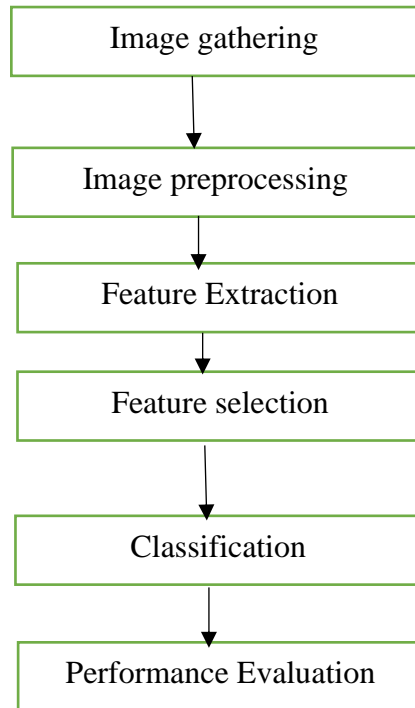 Image gathering
Image preprocessing
Feature Extraction
Feature selection
Classification
Performance Evaluation